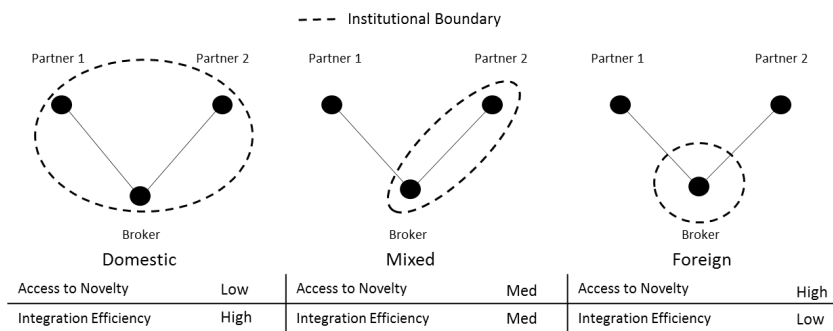 Institutional Boundary
Partner 1 Partner 2 Partner 1 Partner 2 Partner 1 Partner 2
Broker Broker Broker
Domestic Mixed Foreign
Access to Novelty Low Access to Novelty Med Access to Novelty High
Integration Efficiency High Integration Efficiency Med Integration Efficiency Low